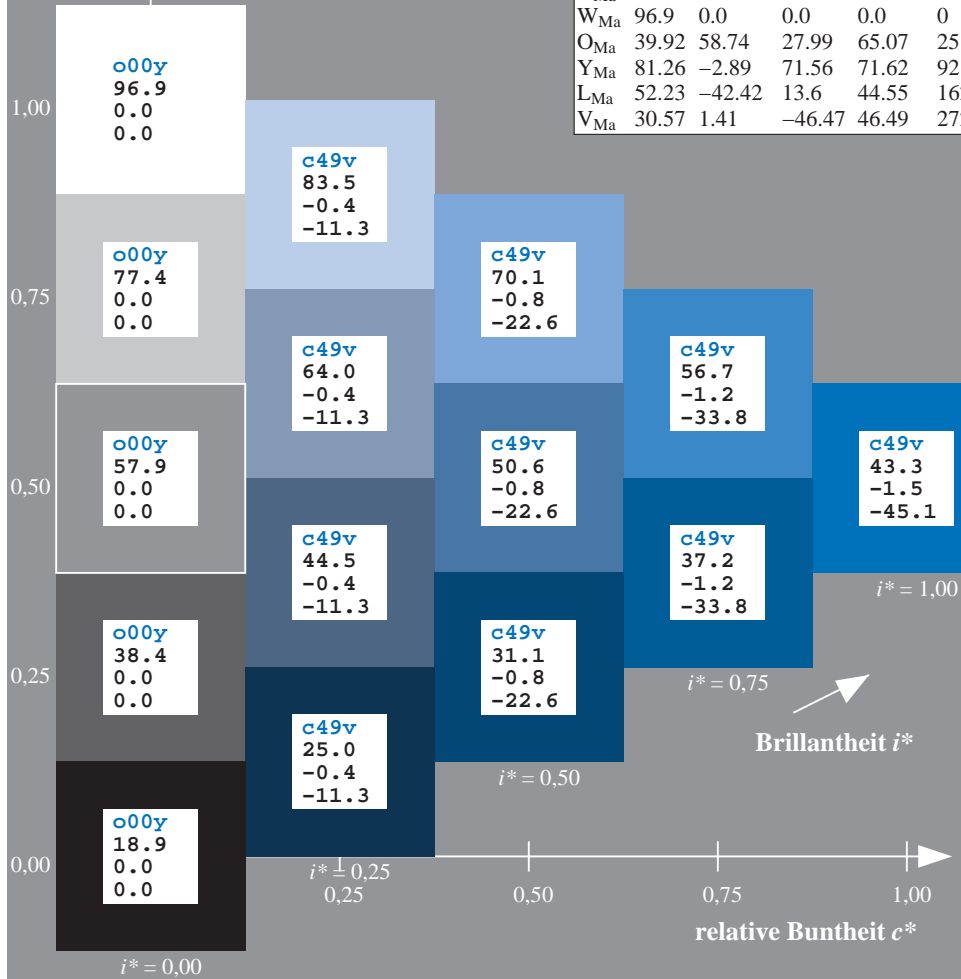 W Ma 96.9 0.0 0.0 0.0 0
O Ma 39.92 58.74 27.99 65.07 25
Y Ma 81.26 −2.89 71.56 71.62 92
L Ma 52.23 −42.42 13.6 44.55
V Ma 30.57 1.41 −46.47 46.49
1,00
0,75
0,50
0,25
0,00
o00y
96.9
0.0
0.0
o00y
77.4
0.0
0.0
o00y
57.9
0.0
0.0
o00y
38.4
0.0
0.0
o00y
18.9
0.0
0.0
i* = 0,00
c49v
83.5
−0.4
−11.3
c49v
64.0
−0.4
−11.3
c49v
44.5
−0.4
−11.3
c49v
25.0
−0.4
−11.3
i* = 0,25
c49v
70.1
−0.8
−22.6
c49v
50.6
−0.8
−22.6
c49v
31.1
−0.8
−22.6
i* = 0,50
c49v
56.7
−1.2
−33.8
c49v
37.2
−1.2
−33.8
i* = 0,75
c49v
43.3
−1.5
−45.1
i* = 1,00
Brillantheit i*
0,25 0,50 0,75 1,00
relative Buntheit c*